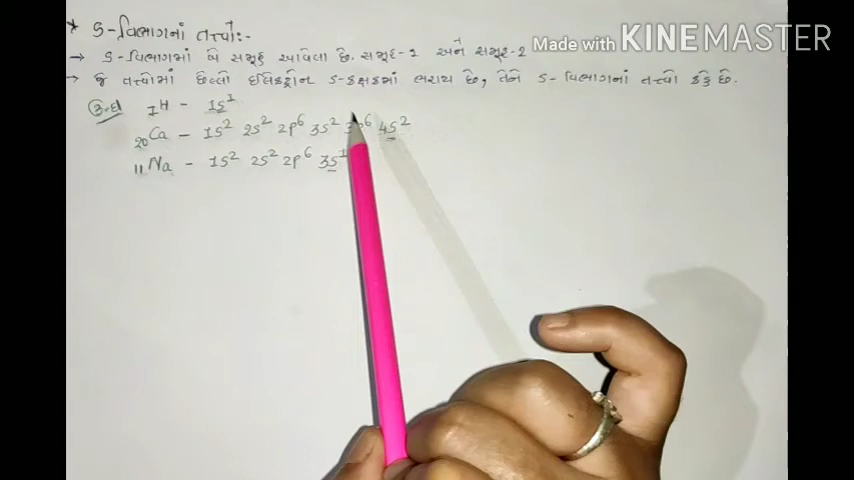 * S-વિભાગનાં તત્ત્વો:-
→ S-વિભાગમાં બે સમૂહ આવેલા છે. સમૂહ-1 અને સમૂહ-2
→ જે તત્વોમાં છેલ્લો ઈલેક્ટ્રોન S-કક્ષકમાં ભરાય છે, તેને S-વિભાગનાં તત્વો કહે છે.
ઉ.દા ₁H - 1s¹
₂₀Ca - 1s² 2s² 2p⁶ 3s² 3p⁶ 4s²
₁₁Na - 1s² 2s² 2p⁶ 3s¹
Made with KINEMASTER